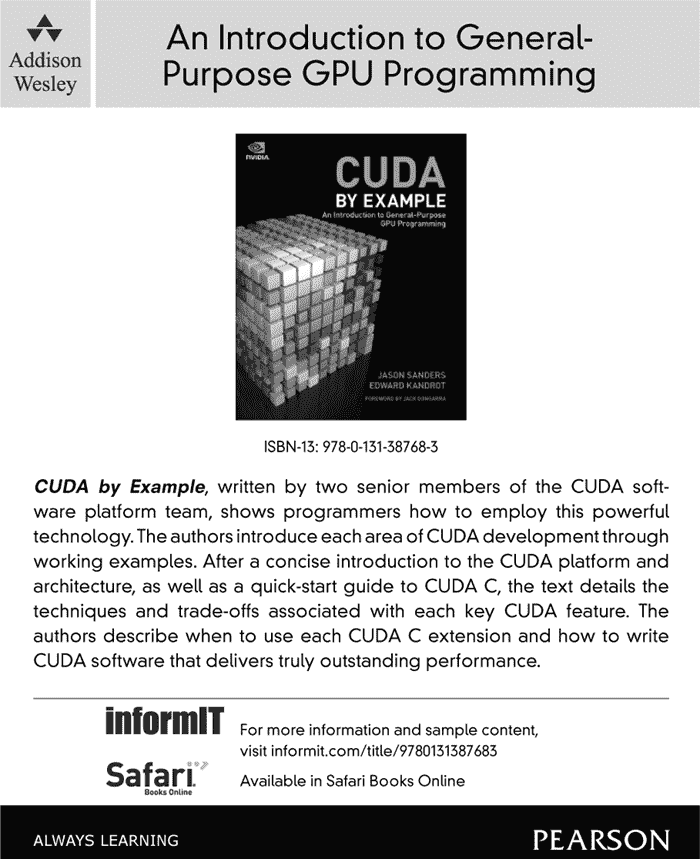 Addison
Wesley
An Introduction to General-
Purpose GPU Programming
NVIDIA.
CUDA
BY EXAMPLE
An Introduction to General-Purpose
GPU Programming
JASON SANDERS
EDWARD KANDROT
FOREWORD BY JACK DONGARRA
ISBN-13: 978-0-131-38768-3
CUDA by Example, written by two senior members of the CUDA soft-
ware platform team, shows programmers how to employ this powerful
technology. The authors introduce each area of CUDA development through
working examples. After a concise introduction to the CUDA platform and
architecture, as well as a quick-start guide to CUDA C, the text details the
techniques and trade-offs associated with each key CUDA feature. The
authors describe when to use each CUDA C extension and how to write
CUDA software that delivers truly outstanding performance.
informIT
For more information and sample content,
visit informit.com/title/9780131387683
Safari
Books Online
Available in Safari Books Online
ALWAYS LEARNING
PEARSON